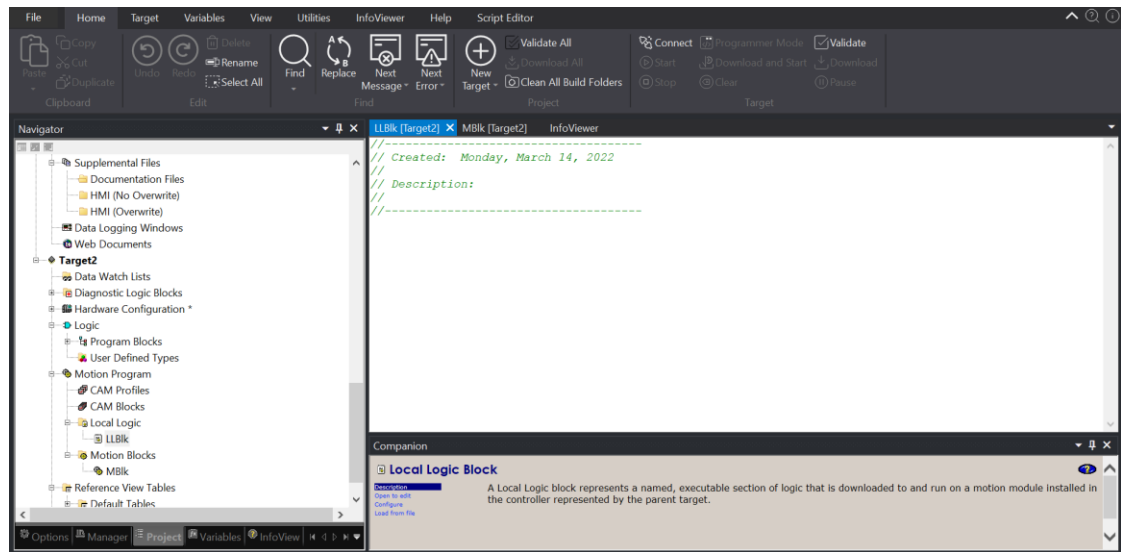 File Home Target Variables View Utilities InfoViewer Help Script Editor
Paste Copy Cut Duplicate
Clipboard
Undo Redo Delete Rename Select All
Edit
Find Replace Next Message Next Error
Find
New Target Validate All Download All Clean All Build Folders
Project
Connect Programmer Mode Validate
Start Download and Start Download
Stop Clear Pause
Target
Navigator
Supplemental Files
Documentation Files
HMI (No Overwrite)
HMI (Overwrite)
Data Logging Windows
Web Documents
Target2
Data Watch Lists
Diagnostic Logic Blocks
Hardware Configuration *
Logic
Program Blocks
User Defined Types
Motion Program
CAM Profiles
CAM Blocks
Local Logic
LLBlk
Motion Blocks
MBlk
Reference View Tables
Default Tables
Options Manager Project Variables InfoView
LLBlk [Target2] MBlk [Target2] InfoViewer
//-------------------------------------
// Created: Monday, March 14, 2022
//
// Description:
//
//-------------------------------------
Companion
Local Logic Block
Description
Open to edit
Configure
Load from file
A Local Logic block represents a named, executable section of logic that is downloaded to and run on a motion module installed in
the controller represented by the parent target.